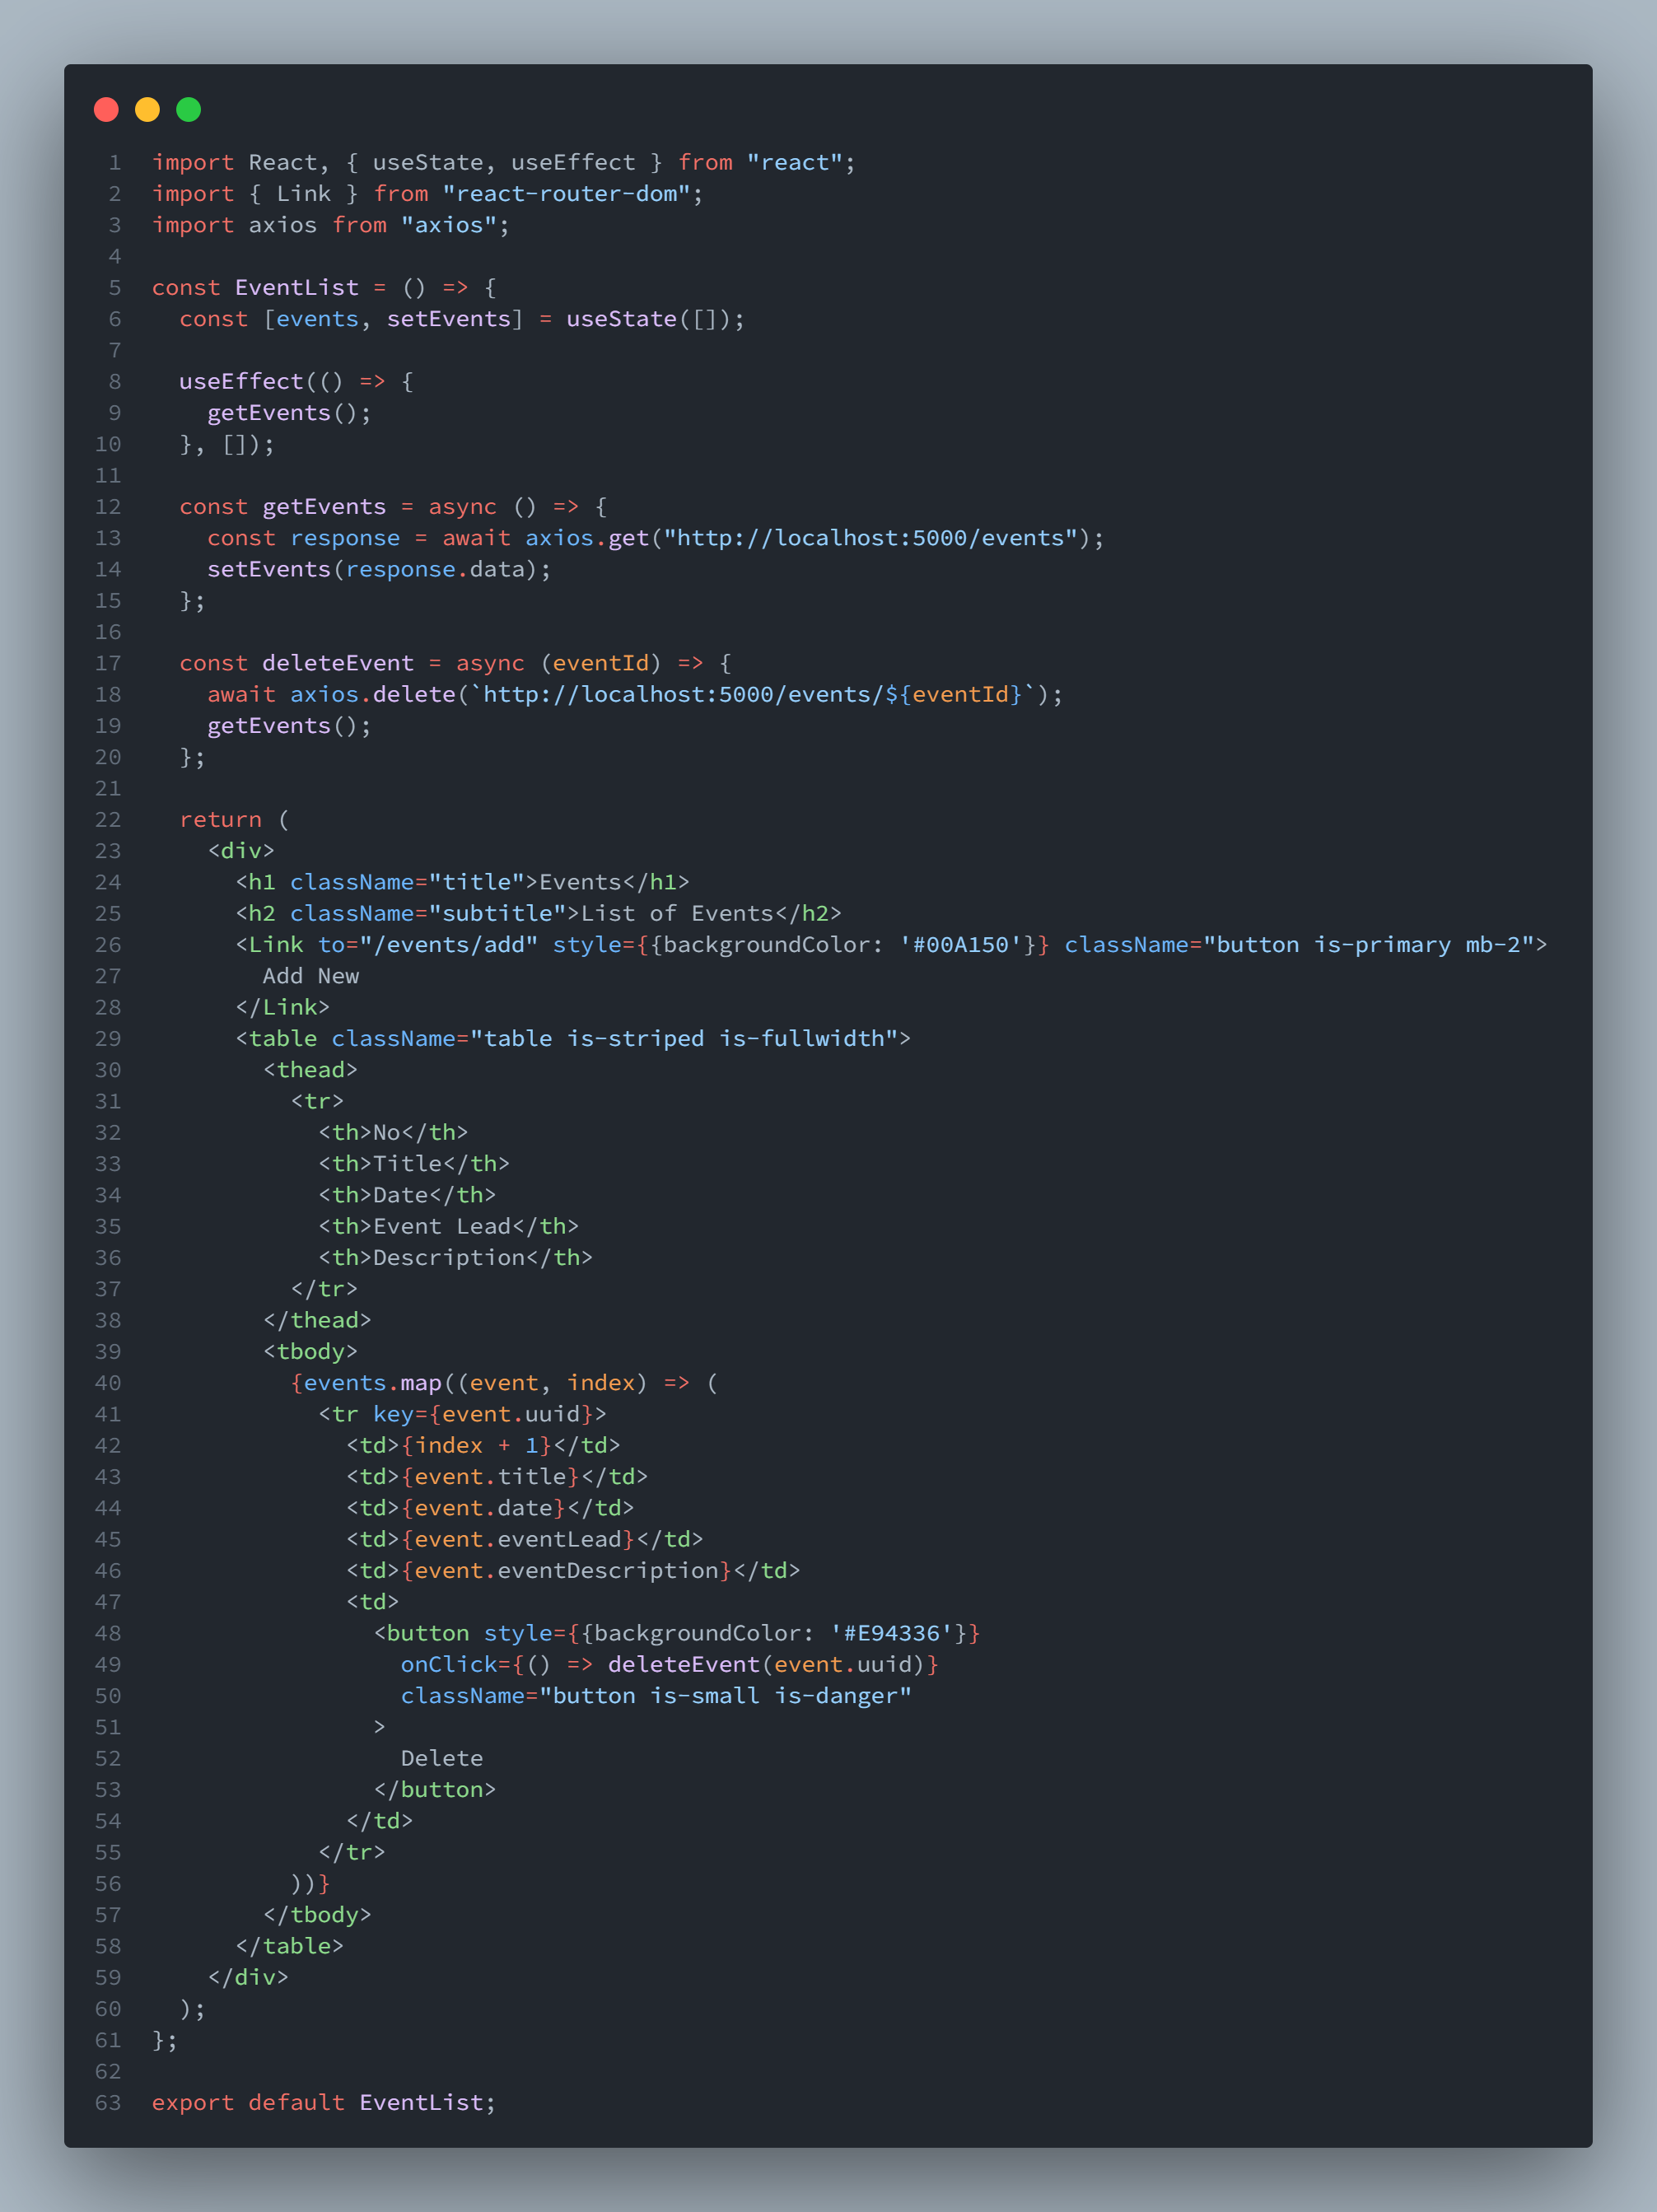 1 import React, { useState, useEffect } from "react";
2 import { Link } from "react-router-dom";
3 import axios from "axios";
4
5 const EventList = () => {
6   const [events, setEvents] = useState([]);
7
8   useEffect(() => {
9     getEvents();
10   }, []);
11
12   const getEvents = async () => {
13     const response = await axios.get("http://localhost:5000/events");
14     setEvents(response.data);
15   };
16
17   const deleteEvent = async (eventId) => {
18     await axios.delete(`http://localhost:5000/events/${eventId}`);
19     getEvents();
20   };
21
22   return (
23     <div>
24       <h1 className="title">Events</h1>
25       <h2 className="subtitle">List of Events</h2>
26       <Link to="/events/add" style={{backgroundColor: '#00A150'}} className="button is-primary mb-2">
27         Add New
28       </Link>
29       <table className="table is-striped is-fullwidth">
30         <thead>
31           <tr>
32             <th>No</th>
33             <th>Title</th>
34             <th>Date</th>
35             <th>Event Lead</th>
36             <th>Description</th>
37           </tr>
38         </thead>
39         <tbody>
40           {events.map((event, index) => (
41             <tr key={event.uuid}>
42               <td>{index + 1}</td>
43               <td>{event.title}</td>
44               <td>{event.date}</td>
45               <td>{event.eventLead}</td>
46               <td>{event.eventDescription}</td>
47               <td>
48                 <button style={{backgroundColor: '#E94336'}}
49                   onClick={() => deleteEvent(event.uuid)}
50                   className="button is-small is-danger"
51                 >
52                   Delete
53                 </button>
54               </td>
55             </tr>
56           ))}
57         </tbody>
58       </table>
59     </div>
60   );
61 };
62
63 export default EventList;